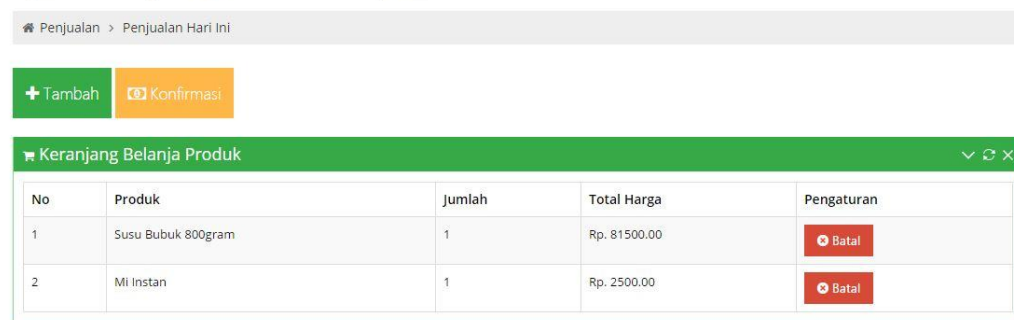 Penjualan > Penjualan Hari Ini
Tambah Konfirmasi
Keranjang Belanja Produk
No Produk Jumlah Total Harga Pengaturan
1 Susu Bubuk 800gram 1 Rp. 81500.00 Batal
2 Mi Instan 1 Rp. 2500.00 Batal